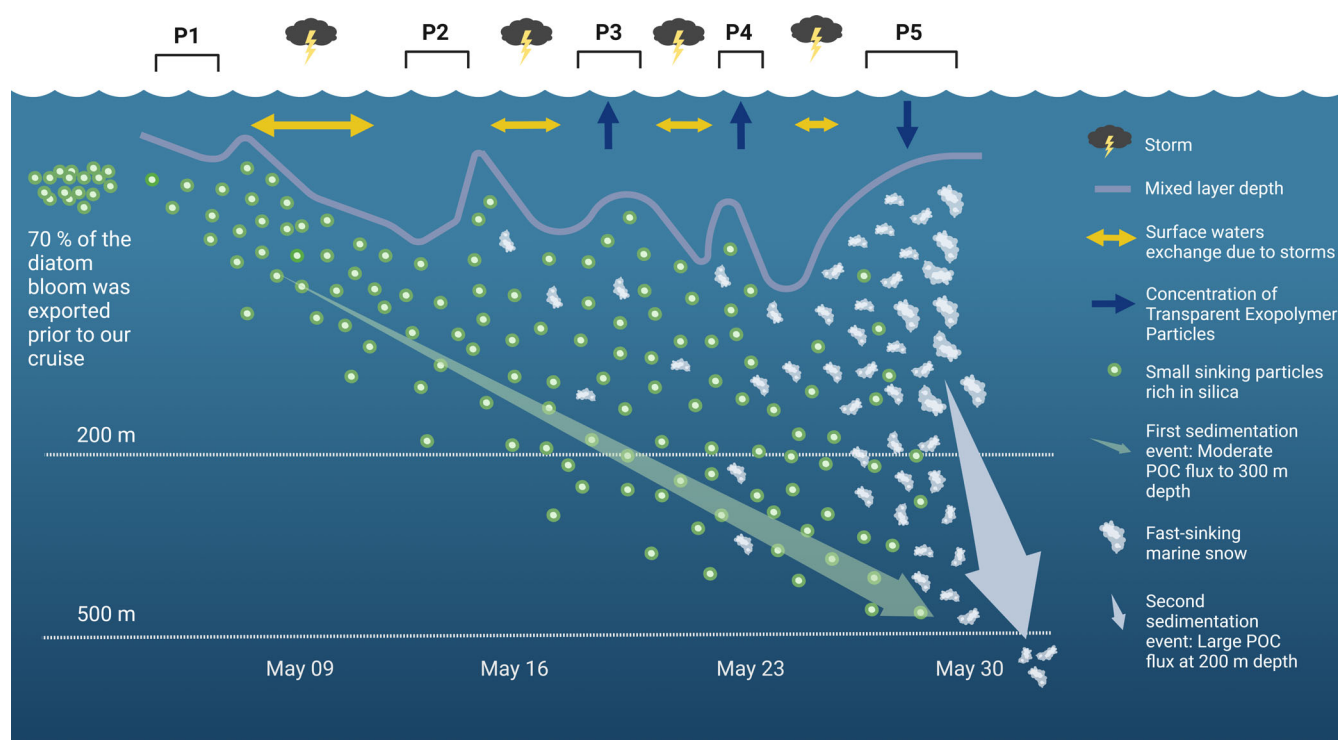 P1
P2
P3
P4
P5
70 % of the
diatom
bloom was
exported
prior to our
cruise
200 m
500 m
May 09
May 16
May 23
May 30
Storm
Mixed layer depth
Surface waters
exchange due to storms
Concentration of
Transparent Exopolymer
Particles
Small sinking particles
rich in silica
First sedimentation
event: Moderate
POC flux to 300 m
depth
Fast-sinking
marine snow
Second
sedimentation
event: Large POC
flux at 200 m depth